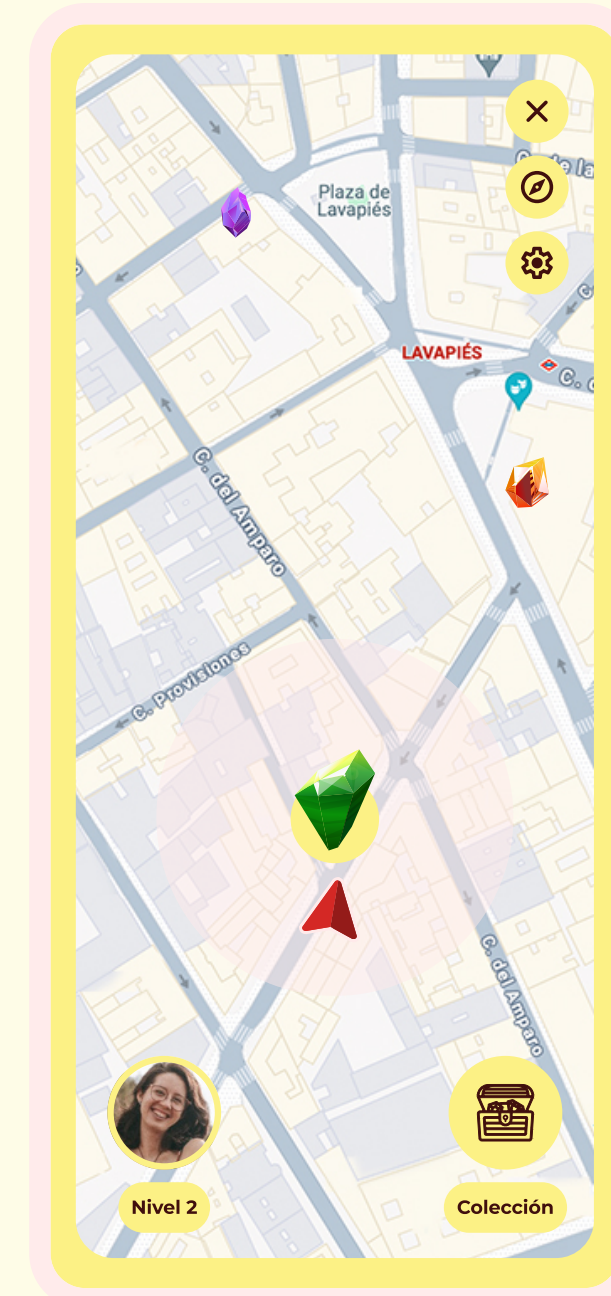 Plaza de
Lavapiés
LAVAPIÉS
C. del Amparo
C. Provisiones
C. del Amparo
Nivel 2
Colección